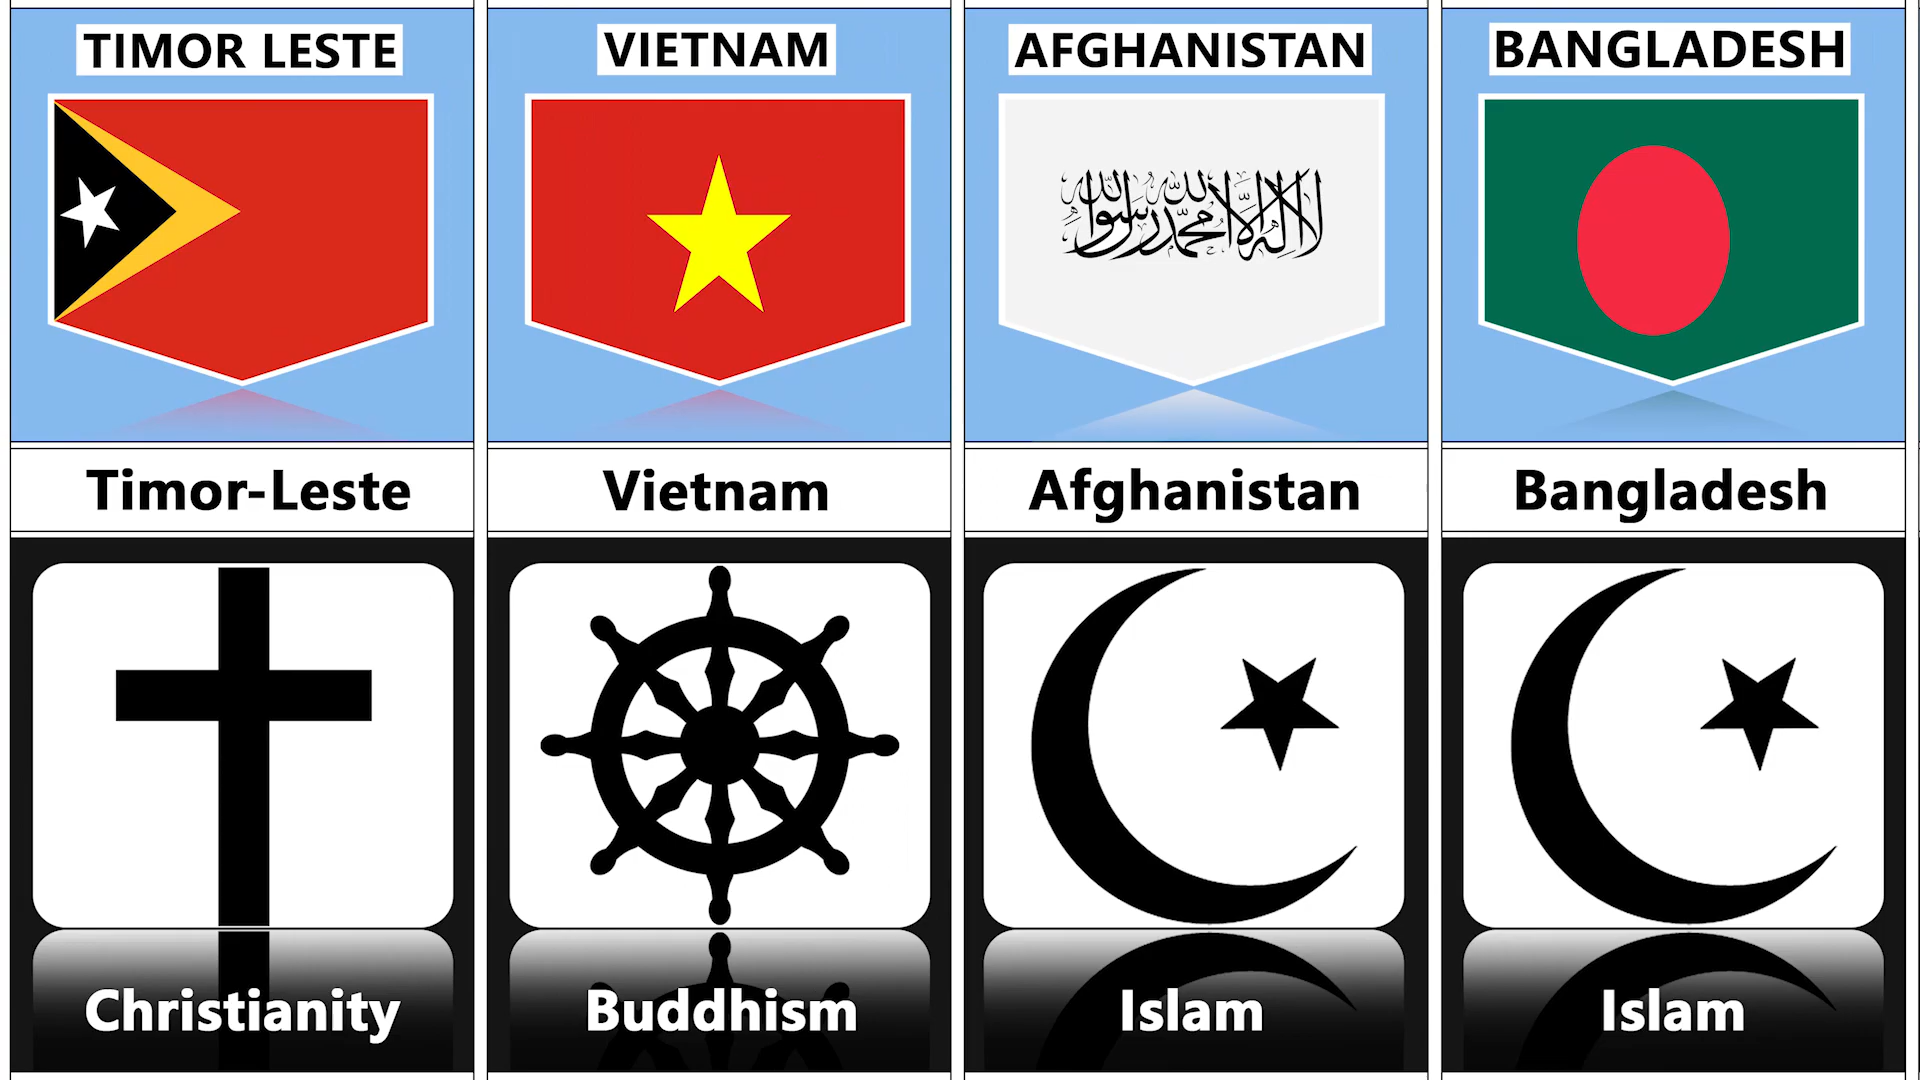 TIMOR LESTE
VIETNAM
AFGHANISTAN
BANGLADESH
لا إله إلا الله محمد رسول الله
Timor-Leste
Vietnam
Afghanistan
Bangladesh
Christianity
Buddhism
Islam
Islam